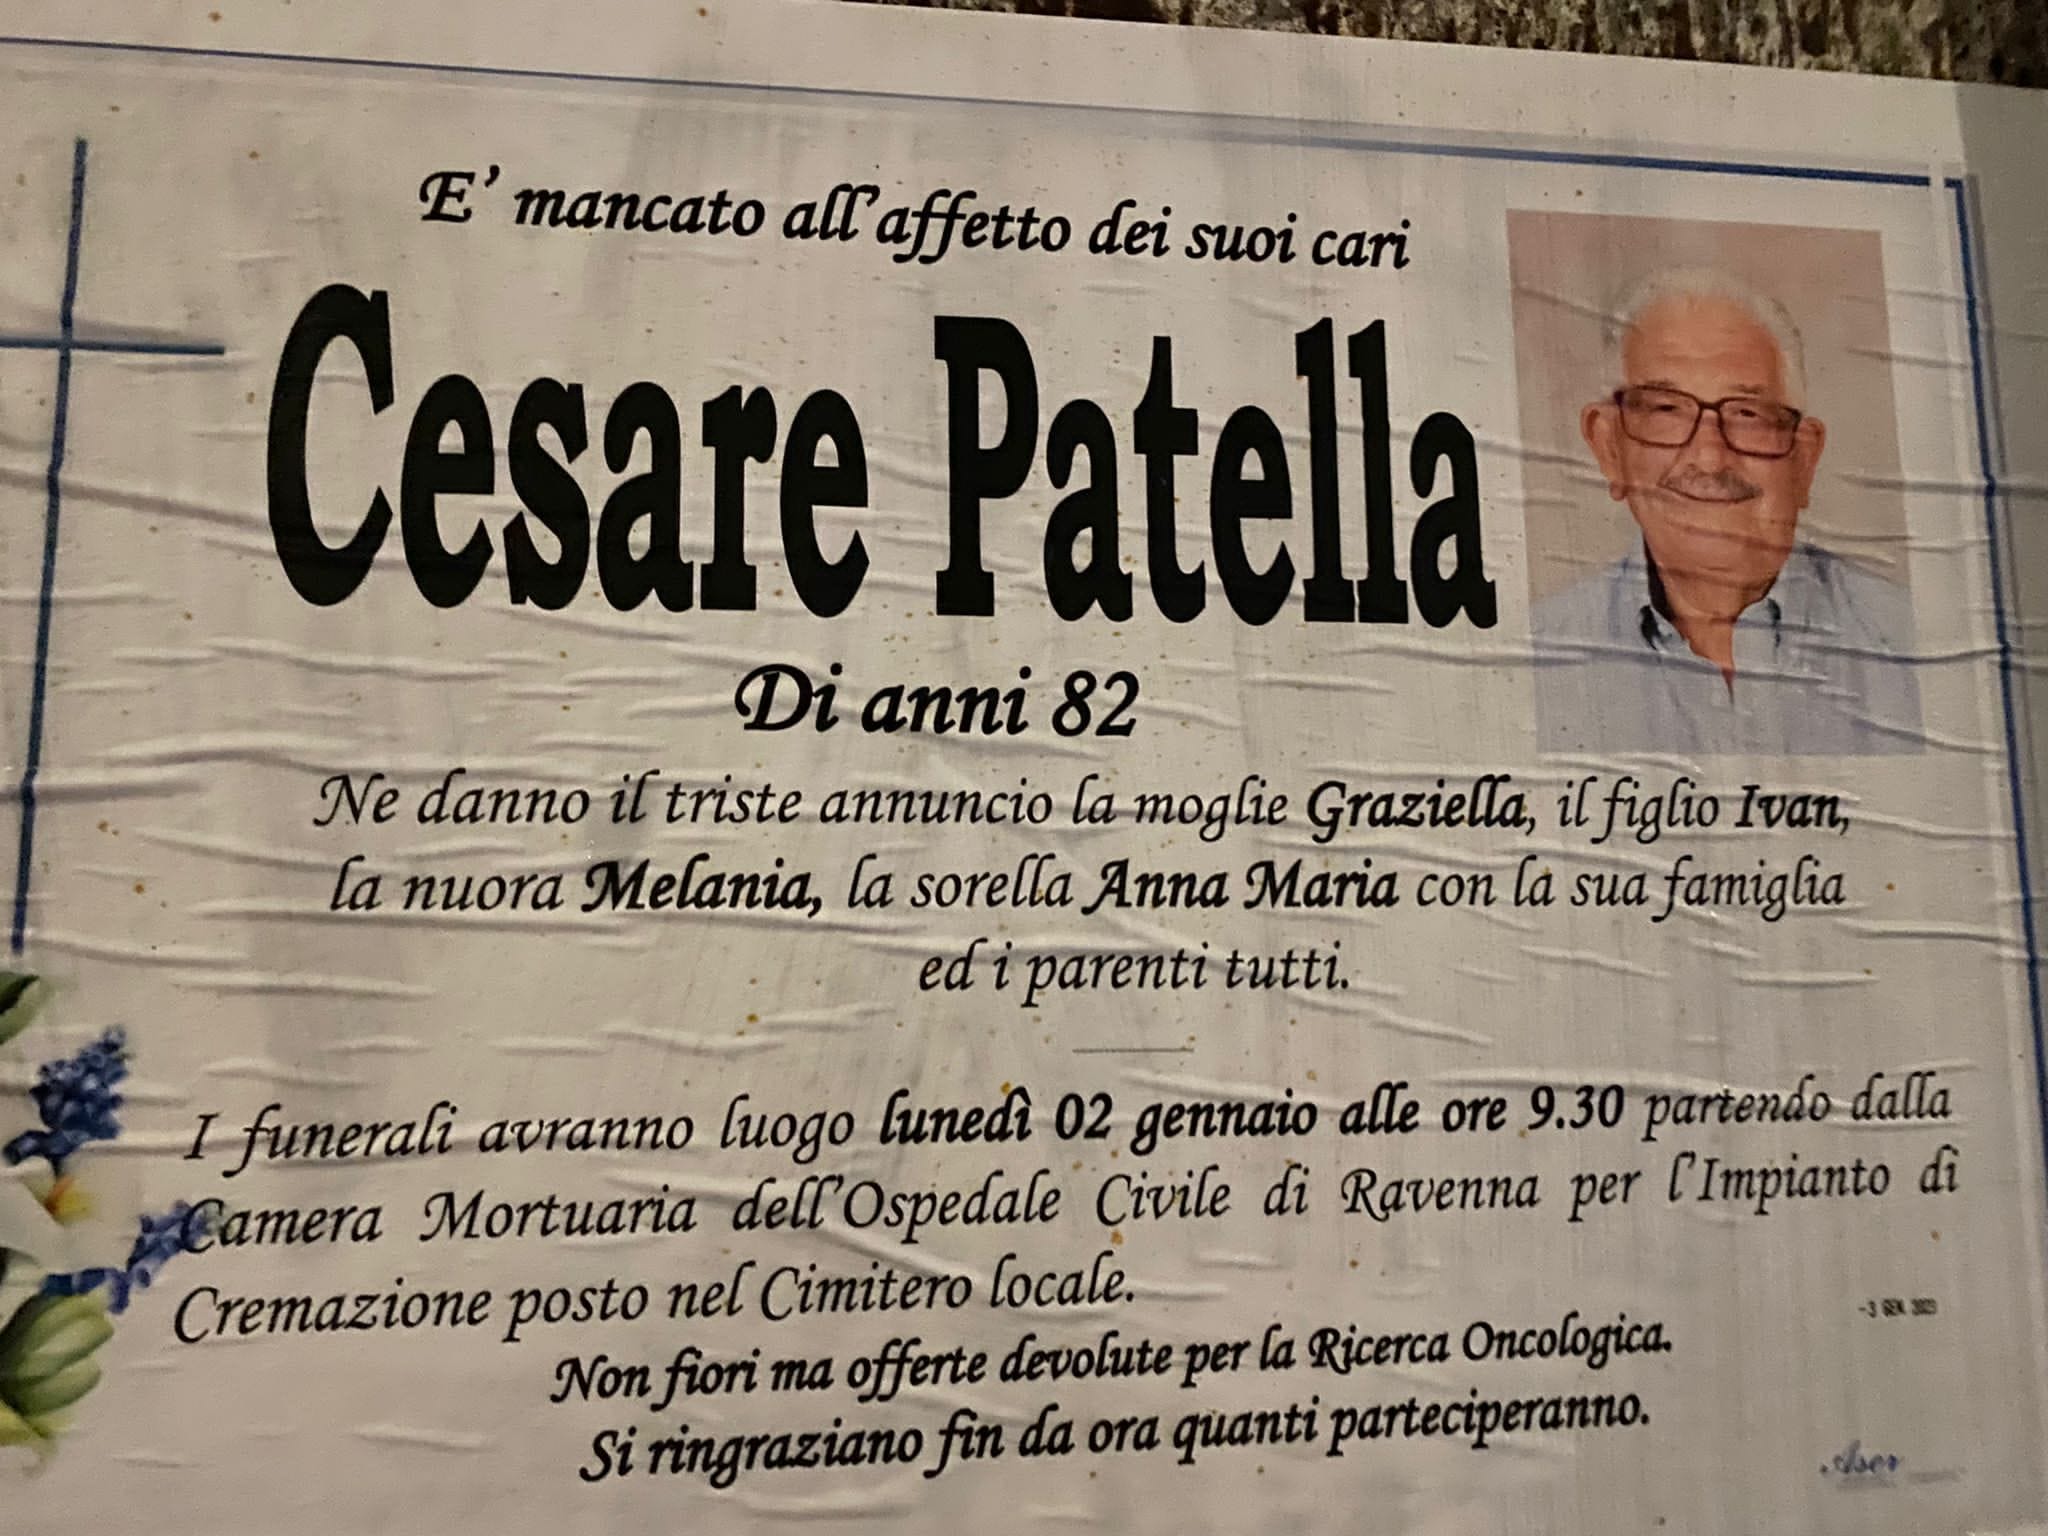 E' mancato all'affetto dei suoi cari
Cesare Patella
Di anni 82
Ne danno il triste annuncio la moglie Graziella, il figlio Ivan,
la nuora Melania, la sorella Anna Maria con la sua famiglia
ed i parenti tutti.
I funerali avranno luogo lunedì 02 gennaio alle ore 9.30 partendo dalla
Camera Mortuaria dell'Ospedale Civile di Ravenna per l'Impianto di
Cremazione posto nel Cimitero locale.
-3 GEN. 2023
Non fiori ma offerte devolute per la Ricerca Oncologica.
Si ringraziano fin da ora quanti parteciperanno.
Aser